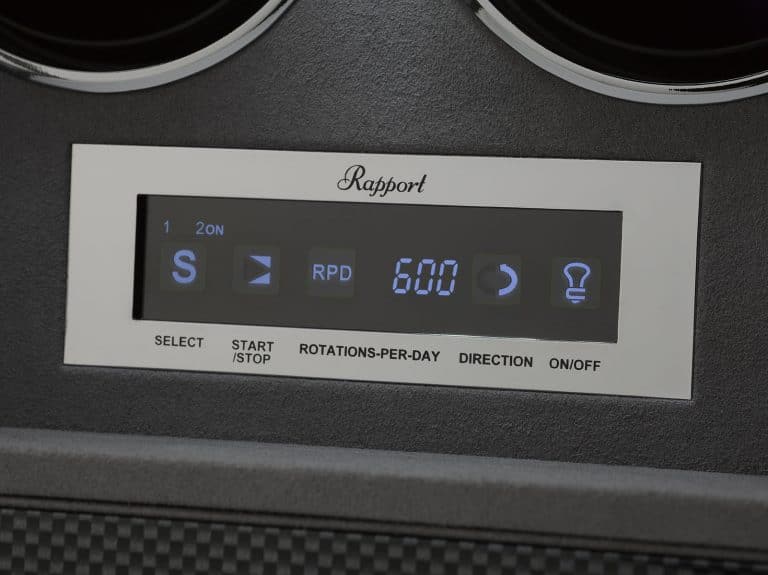 Rapport
1 2ON
S RPD 600
SELECT START /STOP ROTATIONS-PER-DAY DIRECTION ON/OFF